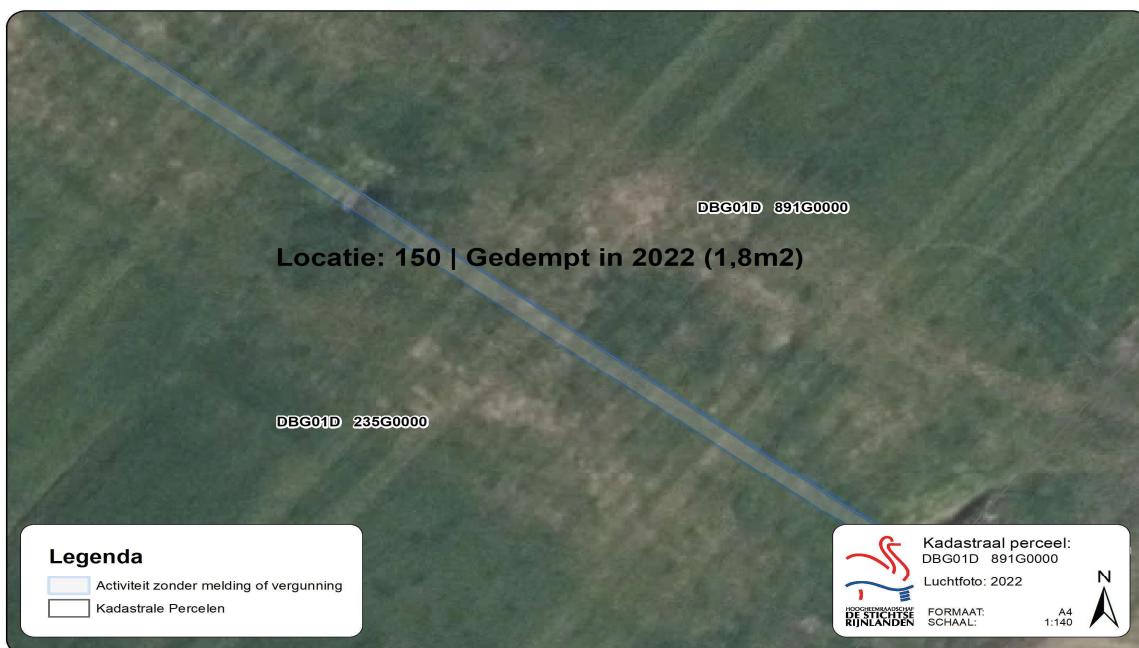 DBG01D 891G0000
Locatie: 150 | Gedempt in 2022 (1,8m2)
DBG01D 235G0000
Legenda
Activiteit zonder melding of vergunning
Kadastrale Percelen
Kadastraal perceel:
DBG01D 891G0000
Luchtfoto: 2022
N
HOOGHEEMRAADSCHAP
DE STICHTSE
RIJNLANDEN
FORMAAT: A4
SCHAAL: 1:140